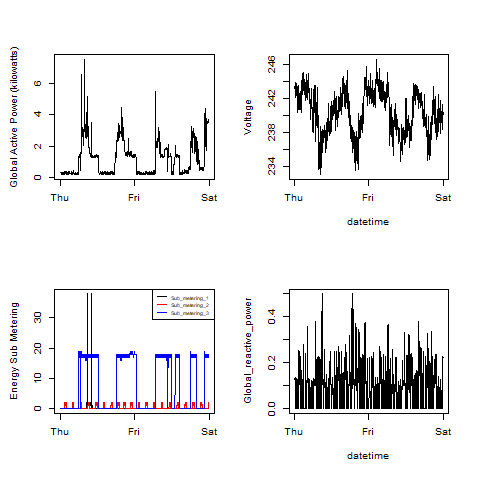 Global Active Power (kilowatts)
0 2 4 6
Thu Fri Sat
Voltage
234 238 242 246
Thu Fri Sat
datetime
Energy Sub Metering
0 10 20 30
Sub_metering_1
Sub_metering_2
Sub_metering_3
Thu Fri Sat
Global_reactive_power
0.0 0.2 0.4
Thu Fri Sat
datetime